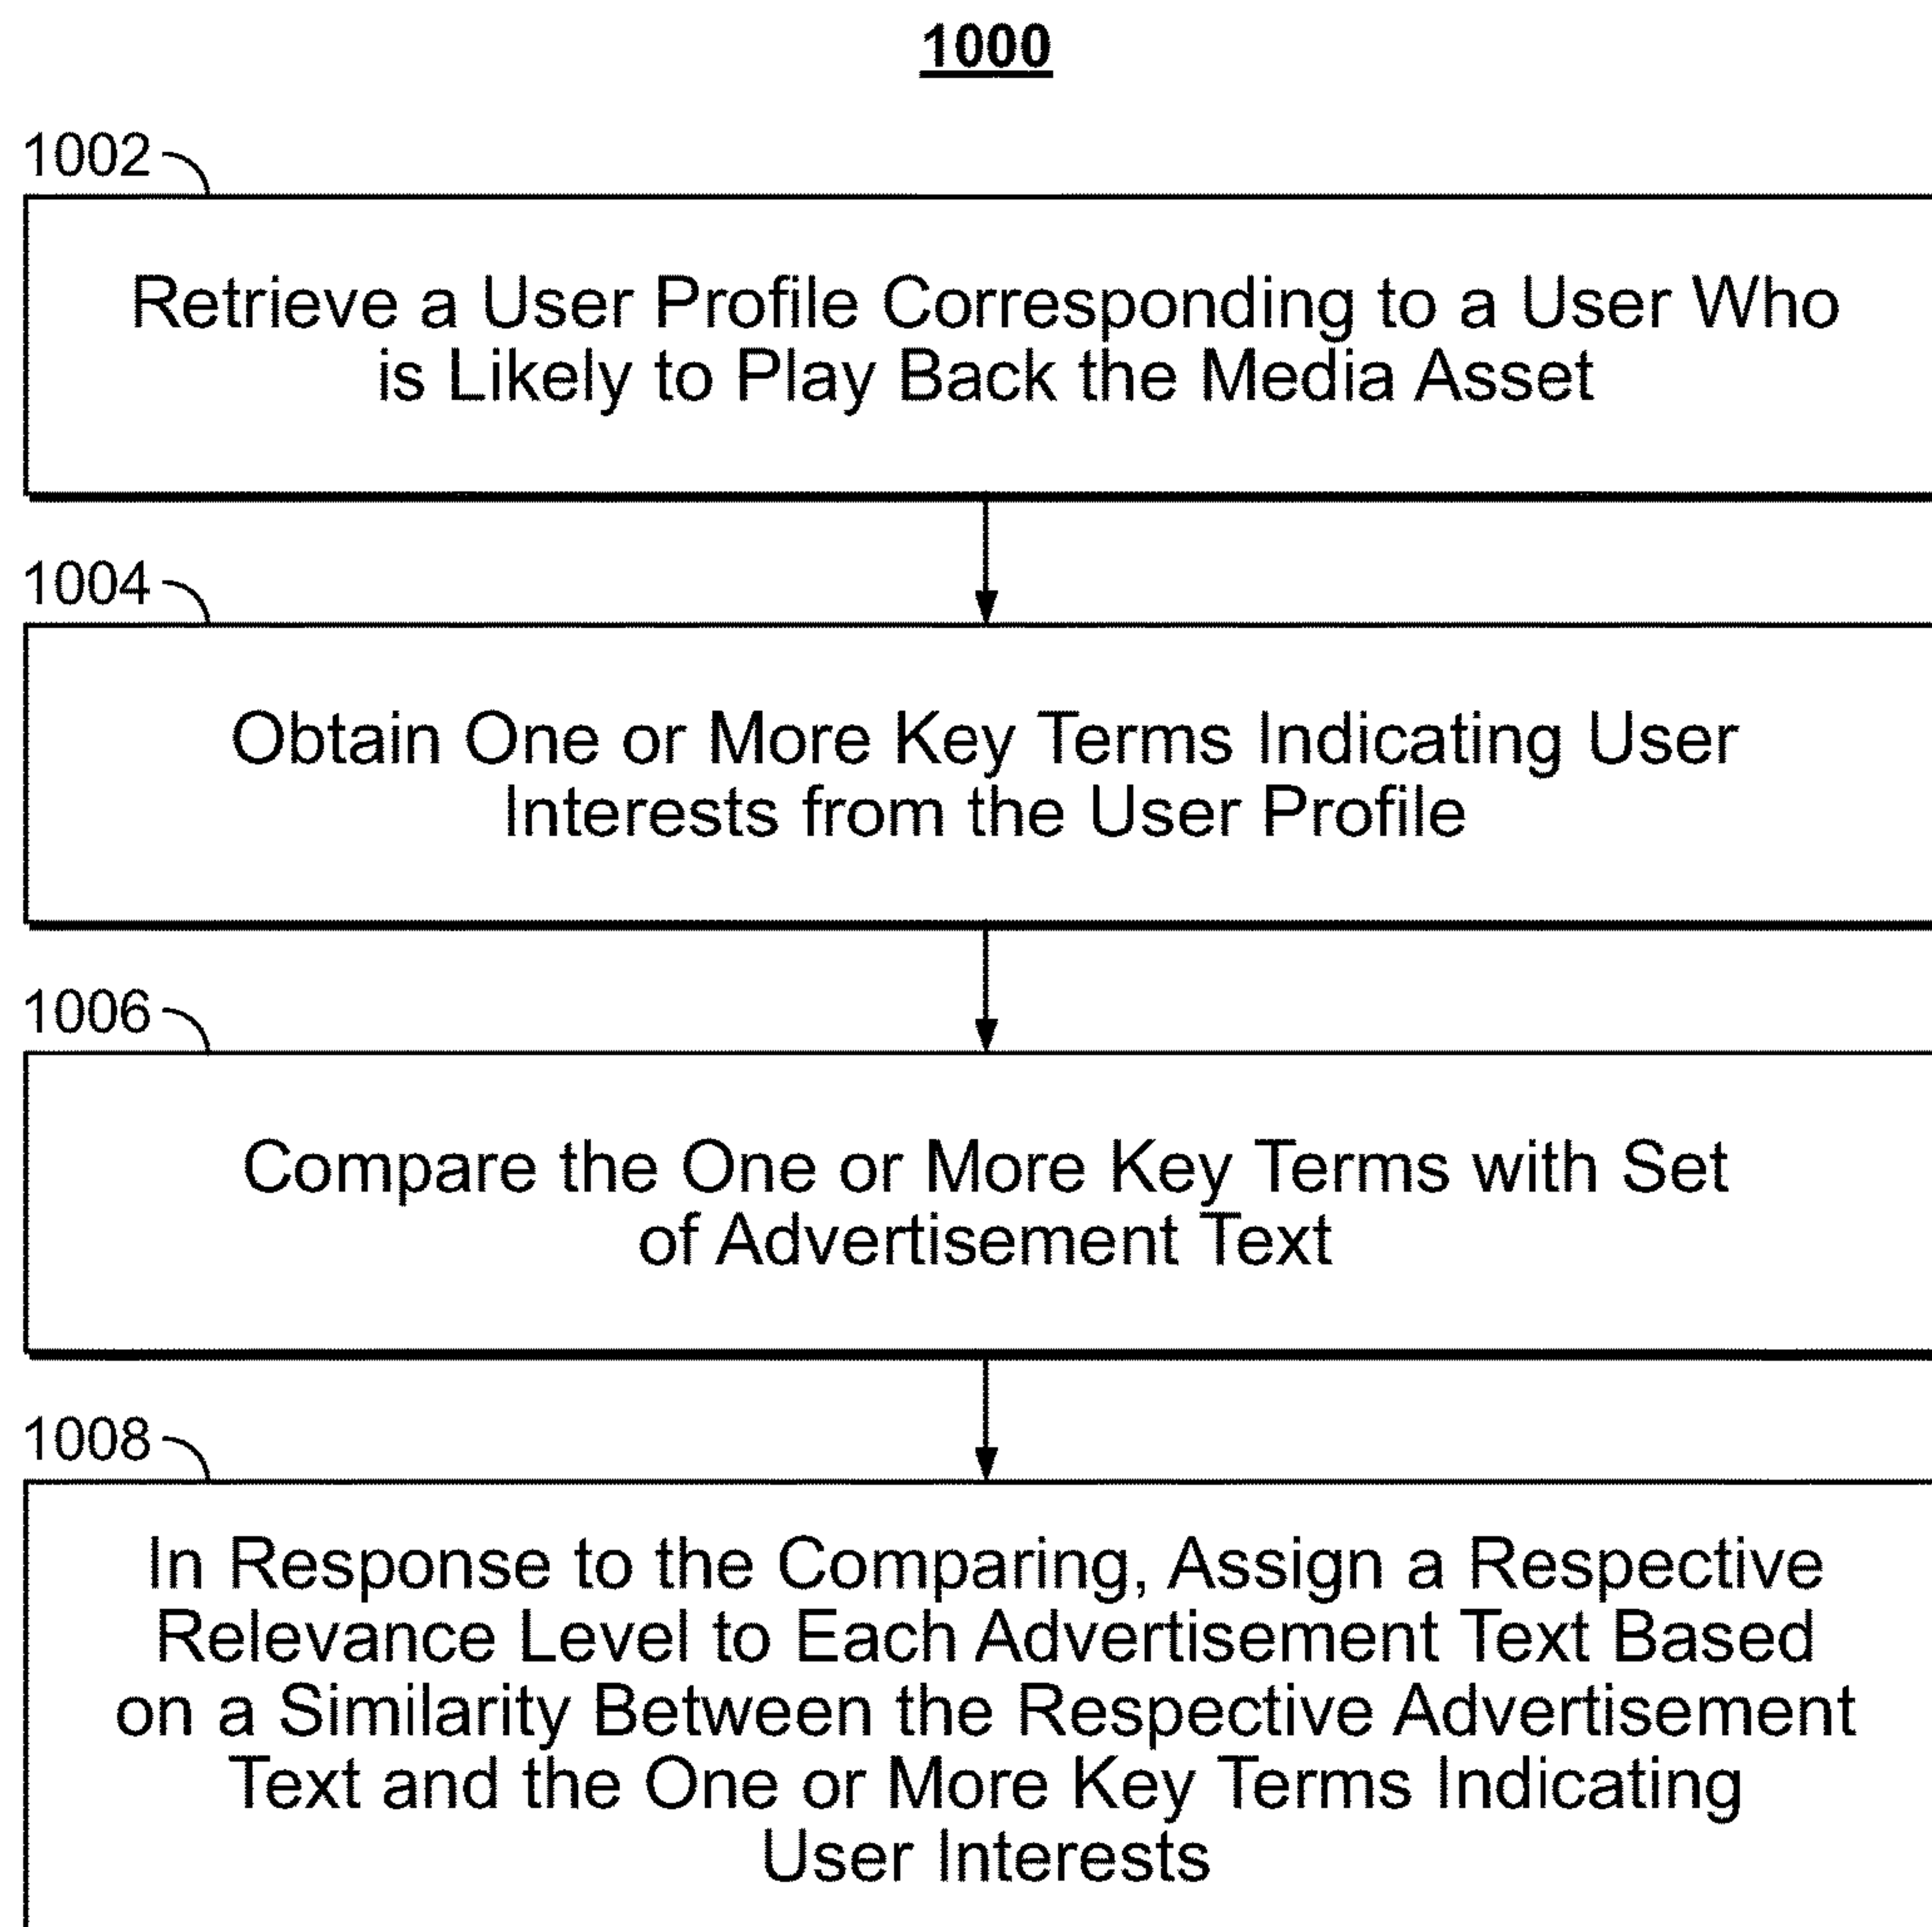 1000
1002
Retrieve a User Profile Corresponding to a User Who
is Likely to Play Back the Media Asset
1004
Obtain One or More Key Terms Indicating User
Interests from the User Profile
1006
Compare the One or More Key Terms with Set
of Advertisement Text
1008
In Response to the Comparing, Assign a Respective
Relevance Level to Each Advertisement Text Based
on a Similarity Between the Respective Advertisement
Text and the One or More Key Terms Indicating
User Interests